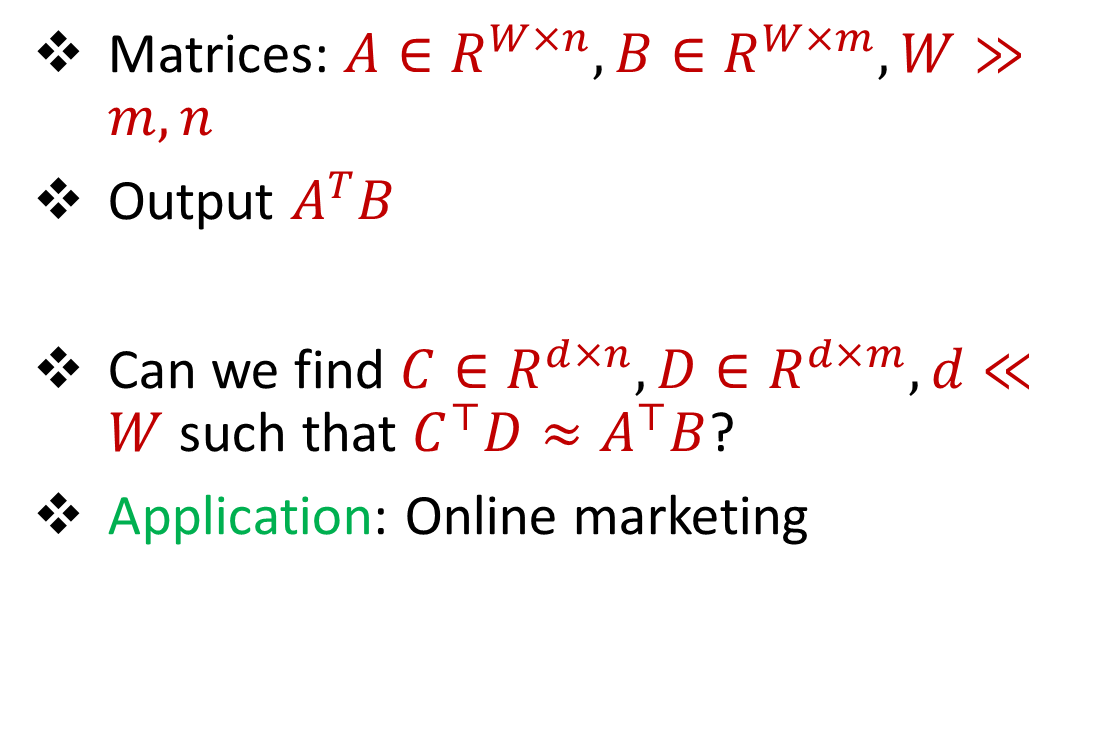 ❖ Matrices: A ∈ R^{W×n}, B ∈ R^{W×m}, W ≫
m, n
❖ Output A^T B
❖ Can we find C ∈ R^{d×n}, D ∈ R^{d×m}, d ≪
W such that C^⊤D ≈ A^⊤B?
❖ Application: Online marketing